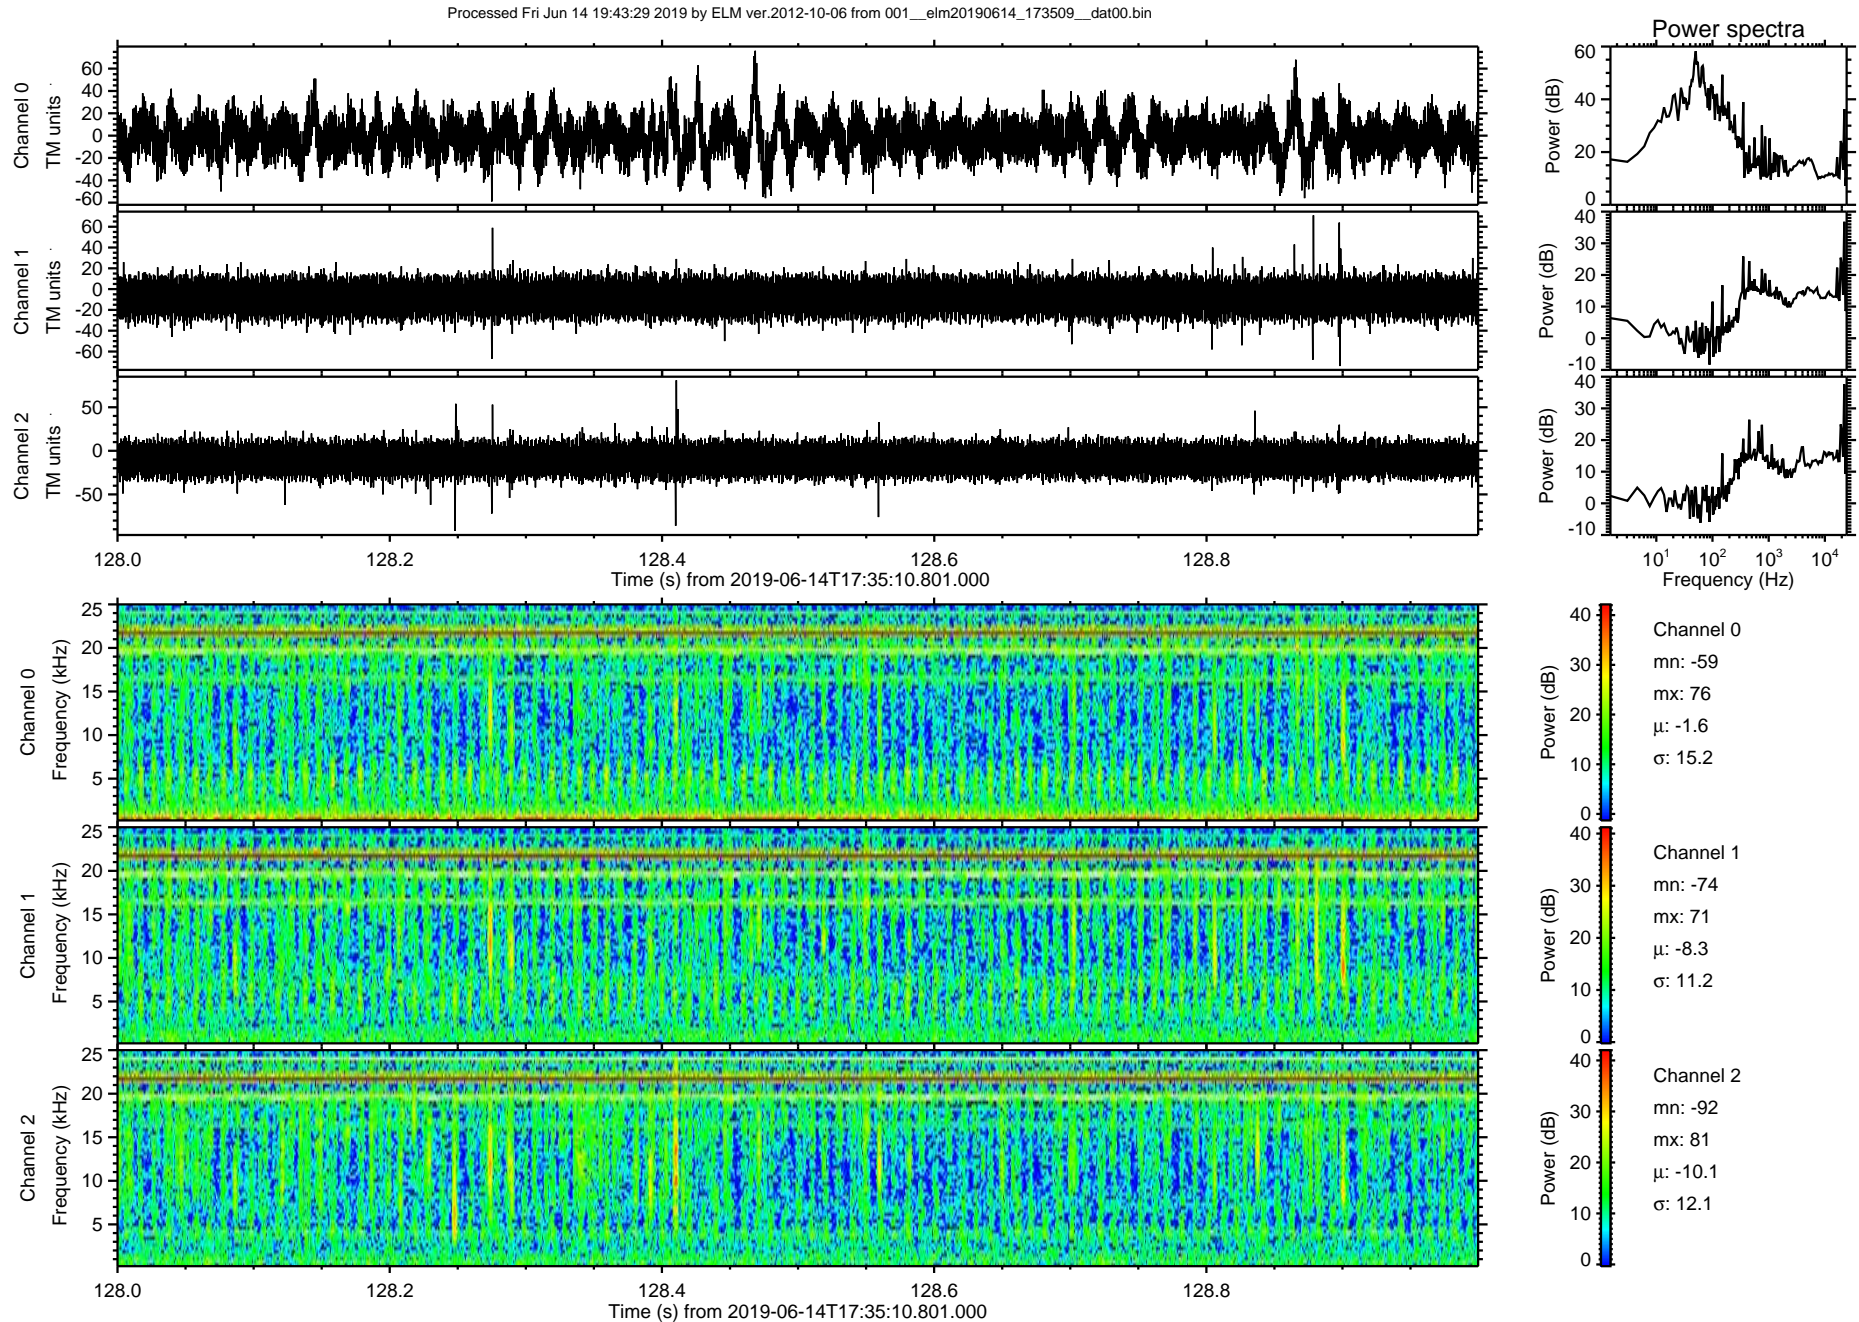 Processed Fri Jun 14 19:43:29 2019 by ELM ver.2012-10-06 from 001__elm20190614_173509__dat00.bin
Power spectra
Channel 0
TM units
60
40
20
0
-20
-40
-60
Power (dB)
60
40
20
0
Channel 1
TM units
60
40
20
0
-20
-40
-60
Power (dB)
40
30
20
10
0
-10
Channel 2
TM units
50
0
-50
Power (dB)
40
30
20
10
0
-10
128.0 128.2 128.4 128.6 128.8
Time (s) from 2019-06-14T17:35:10.801.000
10¹ 10² 10³ 10⁴
Frequency (Hz)
Channel 0
Frequency (kHz)
25
20
15
10
5
Power (dB)
40
30
20
10
0
Channel 0
mn: -59
mx: 76
µ: -1.6
σ: 15.2
Channel 1
Frequency (kHz)
25
20
15
10
5
Power (dB)
40
30
20
10
0
Channel 1
mn: -74
mx: 71
µ: -8.3
σ: 11.2
Channel 2
Frequency (kHz)
25
20
15
10
5
Power (dB)
40
30
20
10
0
Channel 2
mn: -92
mx: 81
µ: -10.1
σ: 12.1
128.0 128.2 128.4 128.6 128.8
Time (s) from 2019-06-14T17:35:10.801.000